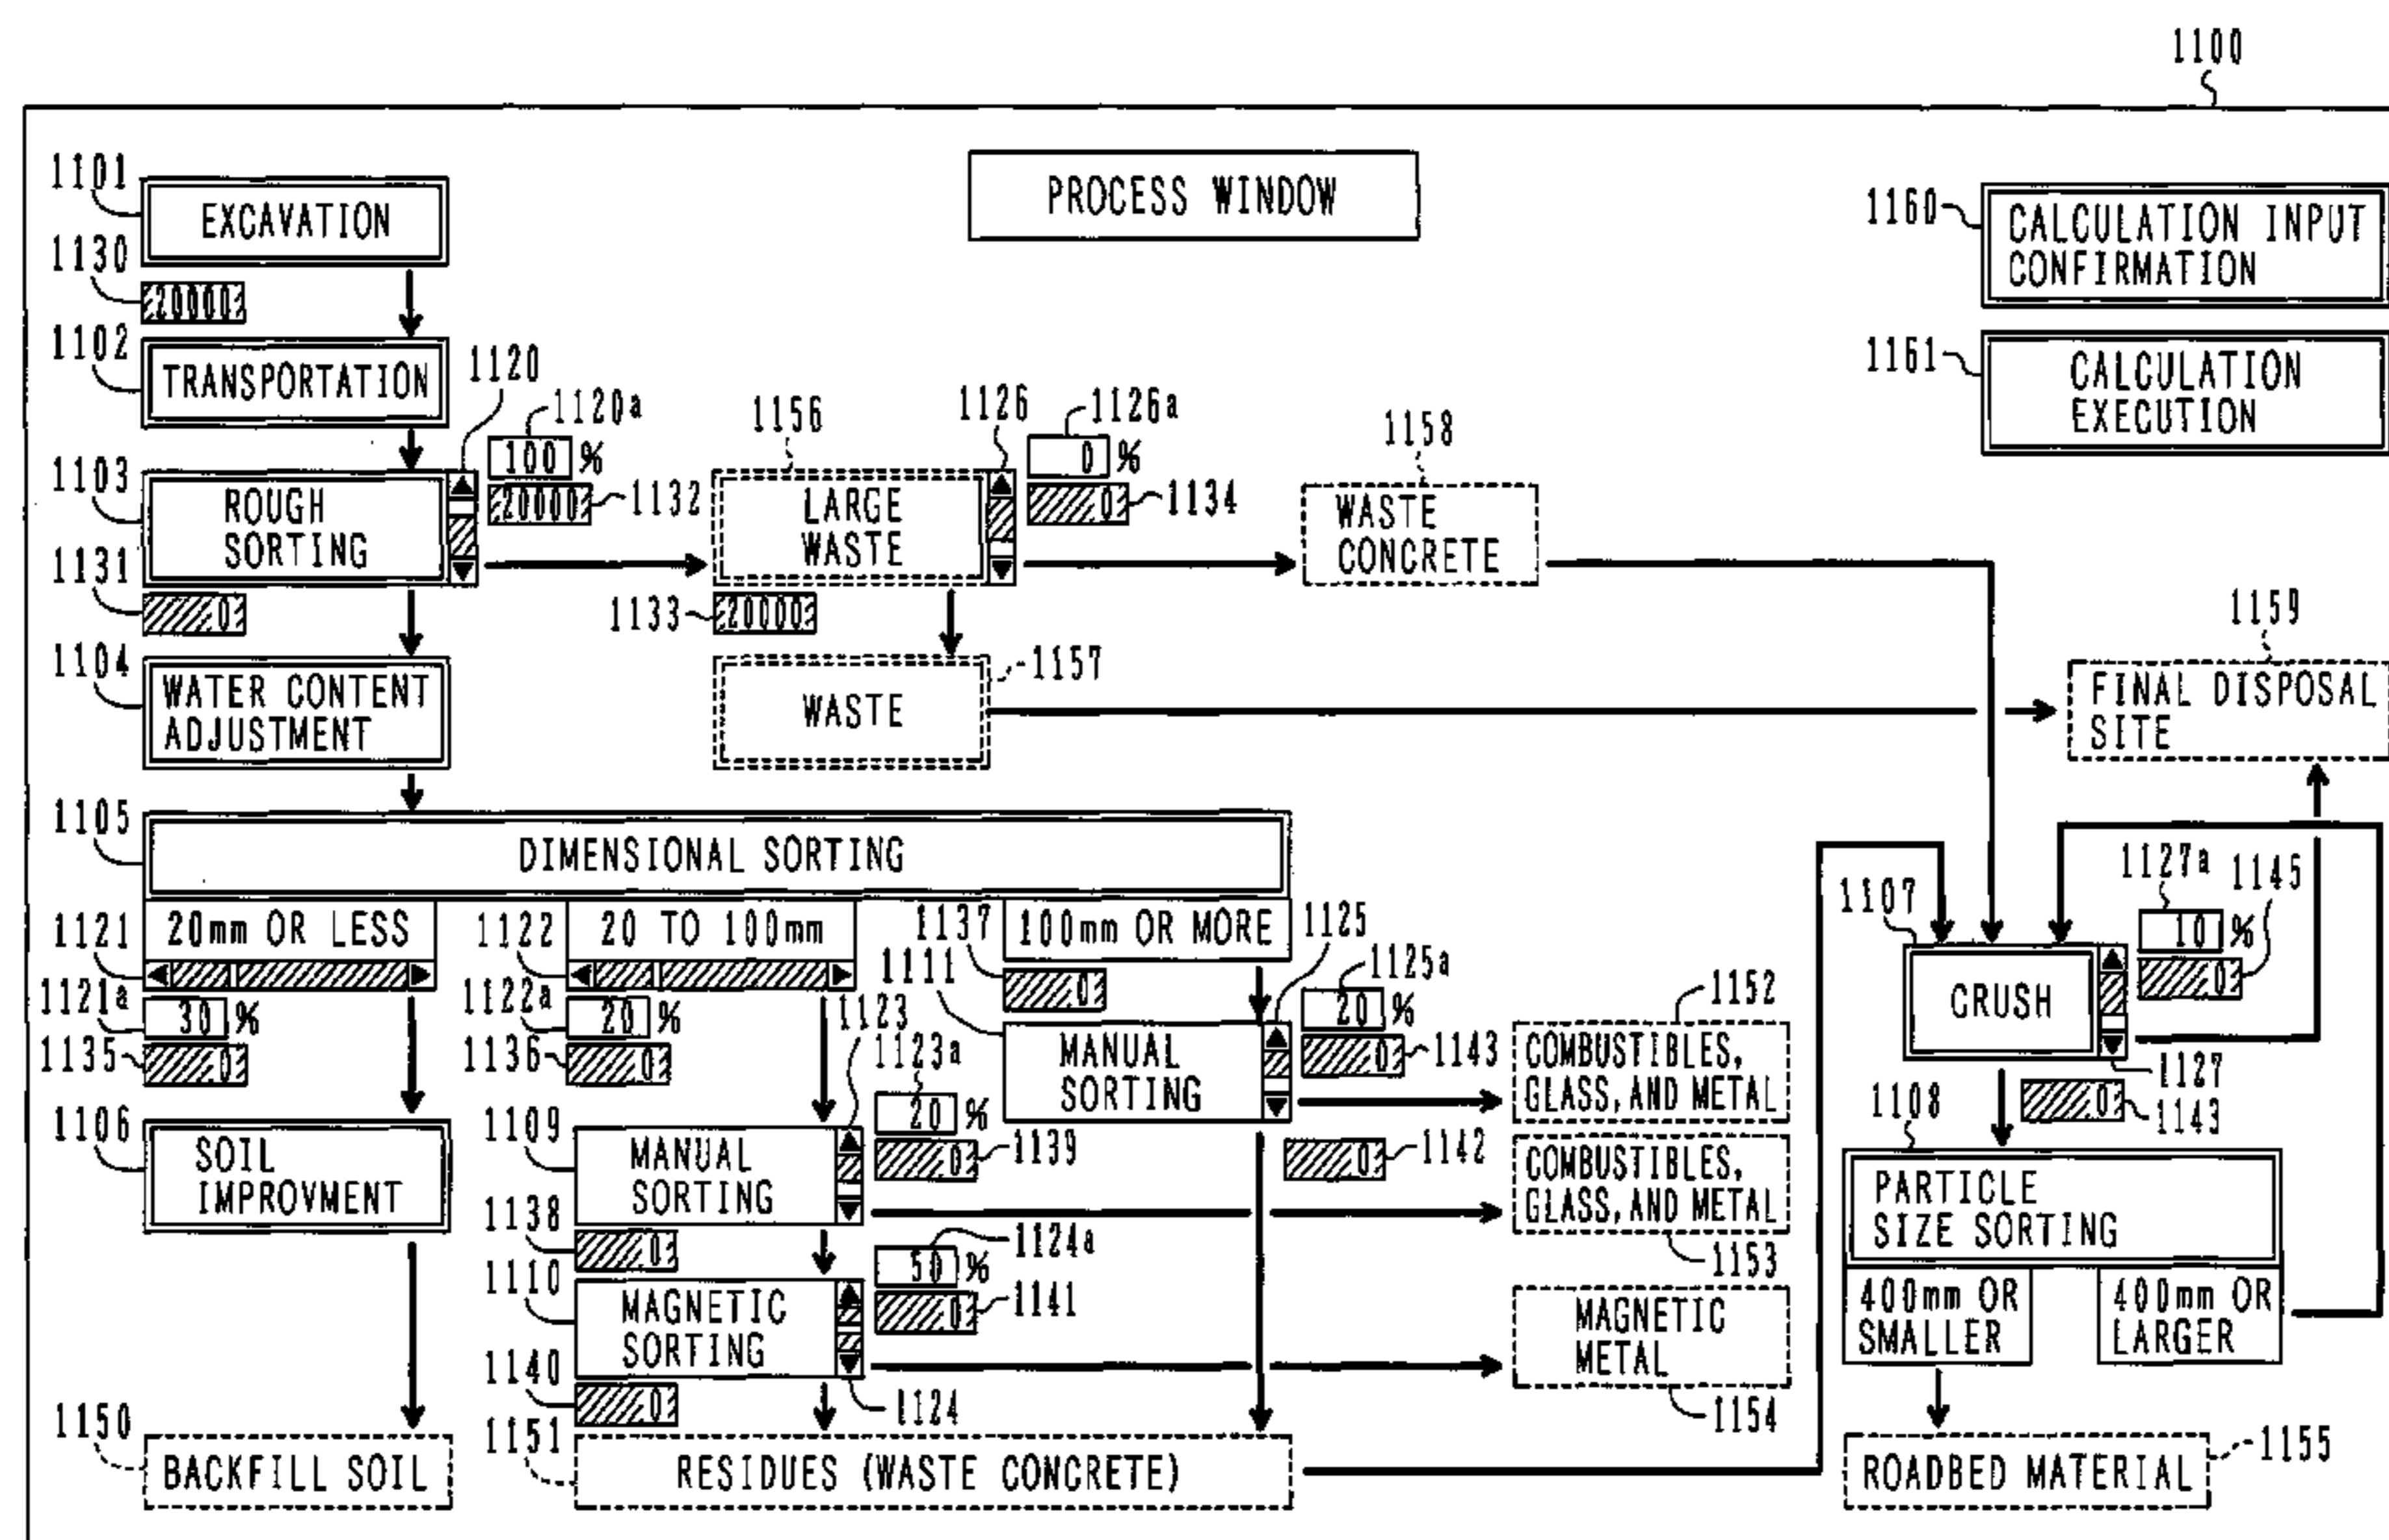 1100
PROCESS WINDOW
1101
EXCAVATION
1130
20000
1160
CALCULATION INPUT
CONFIRMATION
1102
TRANSPORTATION
1161
CALCULATION
EXECUTION
1120
1120a
100 %
1156
1126
1126a
0 %
1158
1103
ROUGH
SORTING
20000
1132
LARGE
WASTE
0
1134
WASTE
CONCRETE
1131
0
1133
20000
1159
1104
WATER CONTENT
ADJUSTMENT
WASTE
1157
FINAL DISPOSAL
SITE
1105
DIMENSIONAL SORTING
1121
20mm OR LESS
1122
20 TO 100mm
1137
100mm OR MORE
1125
1107
1127a
1145
10 %
0
CRUSH
1127
1121a
30 %
1135
0
1122a
20 %
1136
0
1123
1123a
1111
0
MANUAL
SORTING
1125a
20 %
0
1143
1152
COMBUSTIBLES,
GLASS, AND METAL
1106
SOIL
IMPROVMENT
1109
MANUAL
SORTING
20 %
0
1139
0
1142
COMBUSTIBLES,
GLASS, AND METAL
1153
1108
0
1143
PARTICLE
SIZE SORTING
1138
0
1124a
50 %
1110
MAGNETIC
SORTING
0
1141
MAGNETIC
METAL
1154
400mm OR
SMALLER
400mm OR
LARGER
1140
0
1124
1150
BACKFILL SOIL
1151
RESIDUES (WASTE CONCRETE)
ROADBED MATERIAL
1155